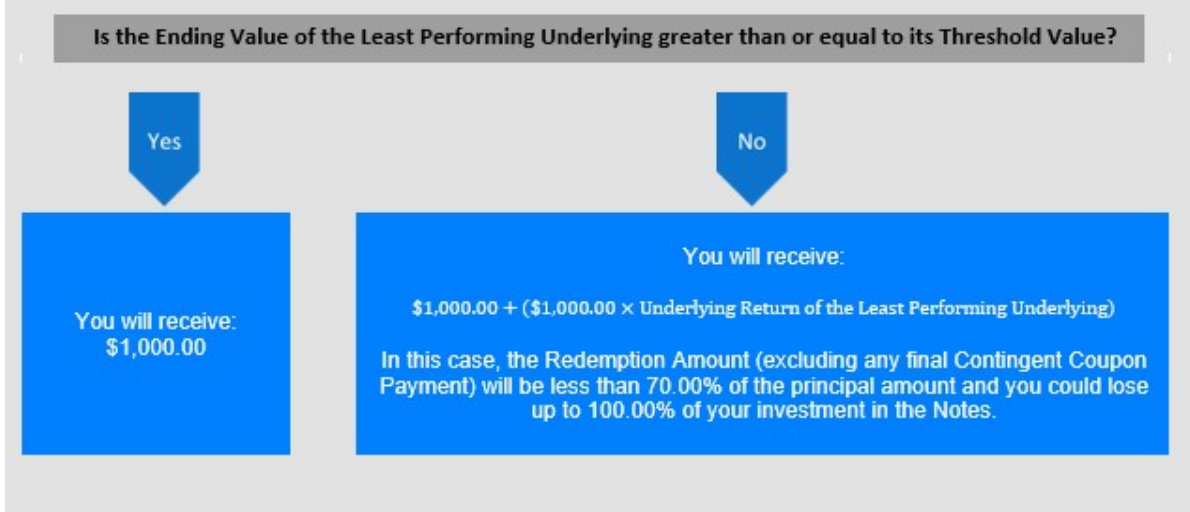 Is the Ending Value of the Least Performing Underlying greater than or equal to its Threshold Value?
Yes
No
You will receive:
$1,000.00
You will receive:
$1,000.00 + ($1,000.00 × Underlying Return of the Least Performing Underlying)
In this case, the Redemption Amount (excluding any final Contingent Coupon
Payment) will be less than 70.00% of the principal amount and you could lose
up to 100.00% of your investment in the Notes.